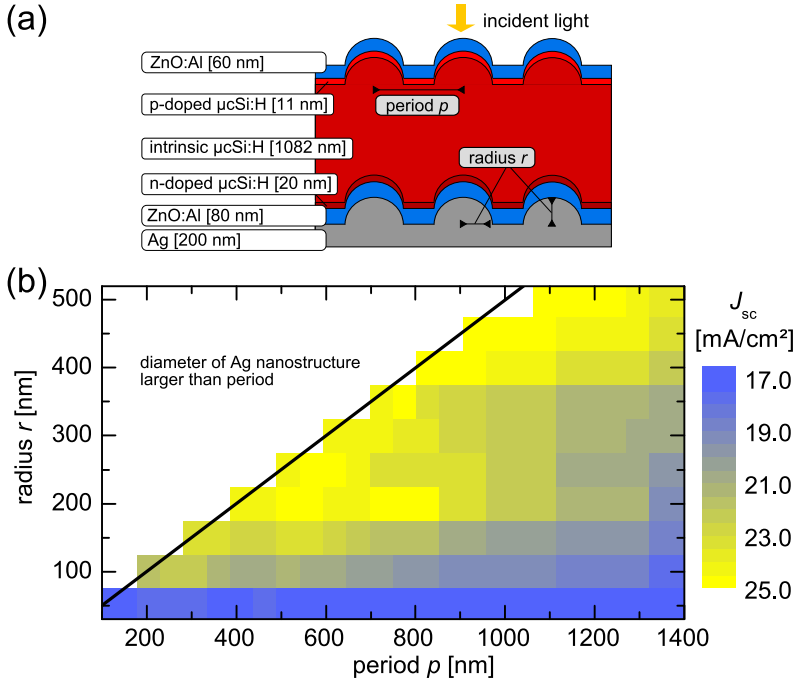 (a)
incident light
ZnO:Al [60 nm]
p-doped µcSi:H [11 nm]
period p
intrinsic µcSi:H [1082 nm]
radius r
n-doped µcSi:H [20 nm]
ZnO:Al [80 nm]
Ag [200 nm]
(b)
500
400
300
200
100
radius r [nm]
diameter of Ag nanostructure
larger than period
200 400 600 800 1000 1200 1400
period p [nm]
Jsc
[mA/cm²]
17.0
19.0
21.0
23.0
25.0